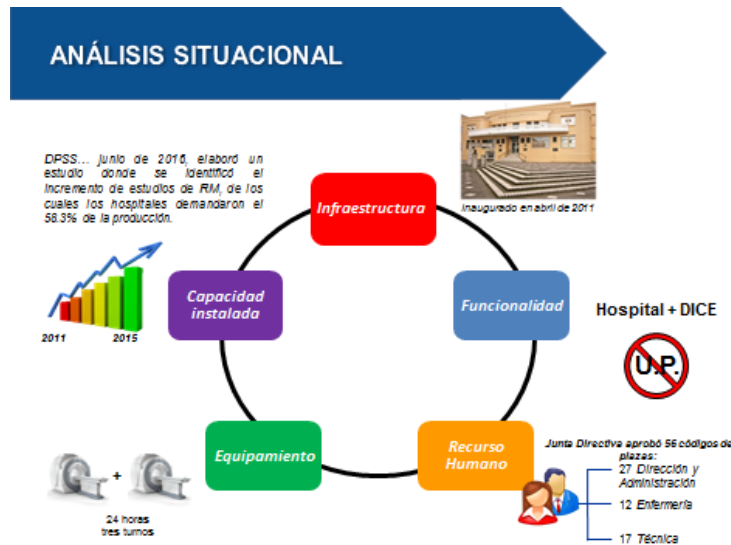 ANÁLISIS SITUACIONAL
DPSS... junio de 2015, elaboró un
estudio donde se identificó el
incremento de estudios de RM, de los
cuales los hospitales demandaron el
58.3% de la producción.
Inaugurado en abril de 2011
Infraestructura
Capacidad
instalada
Funcionalidad
2011
2015
Hospital + DICE
U.P.
Equipamiento
Recurso
Humano
Junta Directiva aprobó 56 códigos de
plazas:
27 Dirección y
Administración
12 Enfermería
17 Técnica
+
24 horas
tres turnos